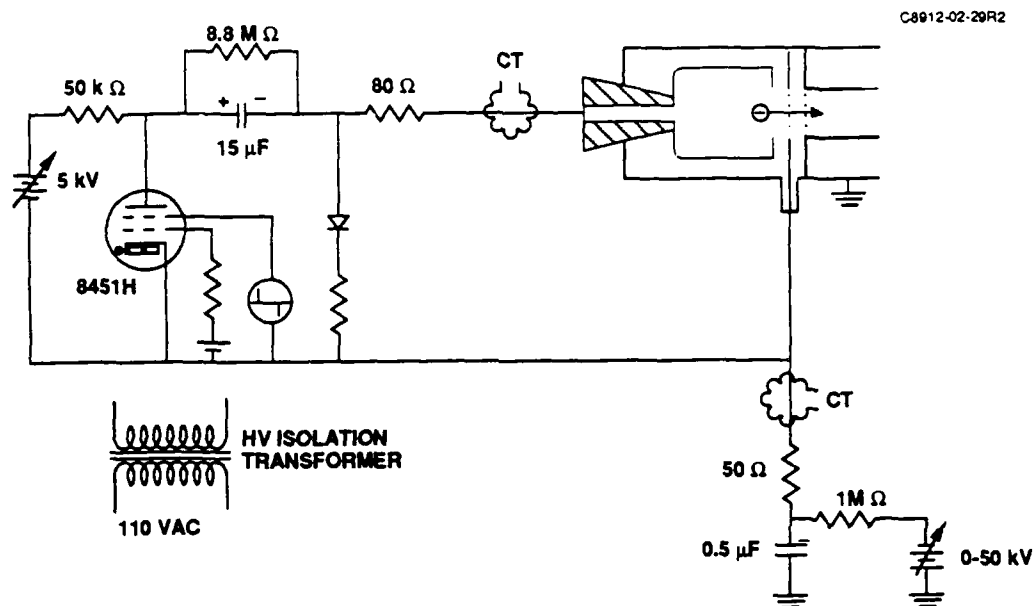 C8912-02-29R2
8.8 M Ω
CT
50 k Ω
80 Ω
+ −
15 μF
5 kV
8451H
CT
HV ISOLATION
TRANSFORMER
50 Ω
1M Ω
110 VAC
0.5 μF
−
0-50 kV